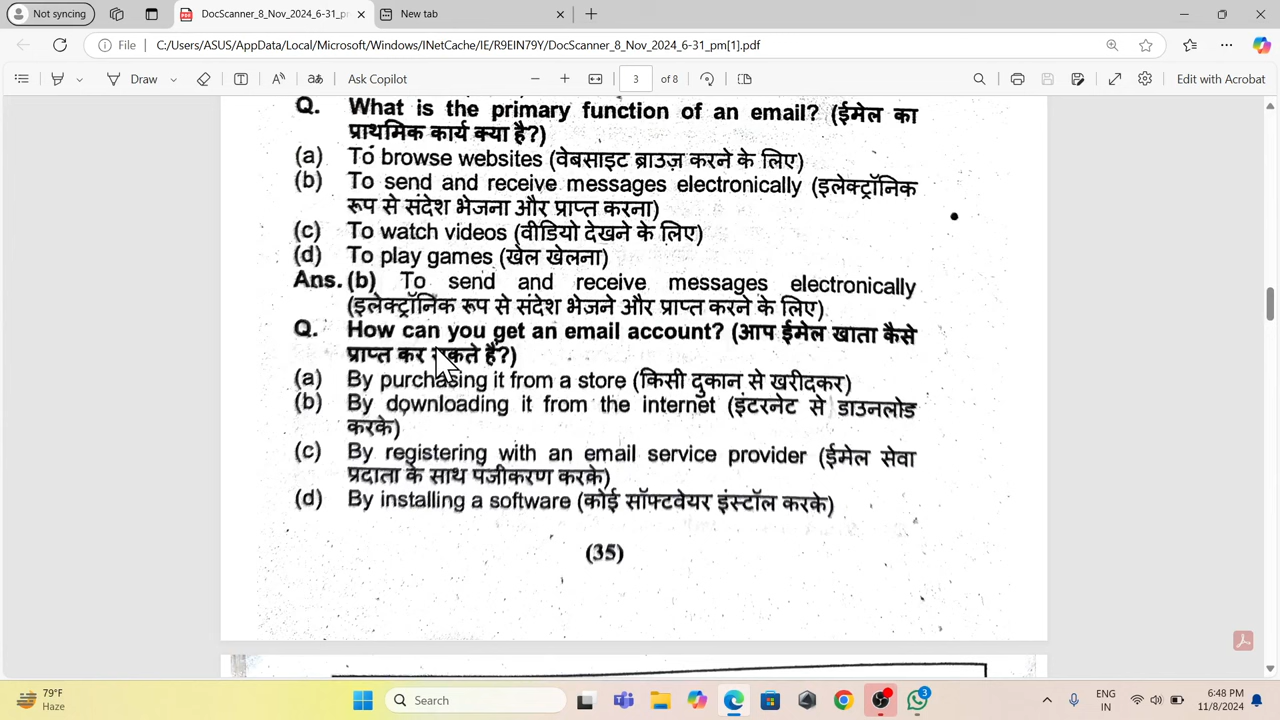 Not syncing
DocScanner_8_Nov_2024_6-31_pr
New tab
File
C:/Users/ASUS/AppData/Local/Microsoft/Windows/INetCache/IE/R9EIN79Y/DocScanner_8_Nov_2024_6-31_pm[1].pdf
Draw
Ask Copilot
3
of 8
Edit with Acrobat
Q. What is the primary function of an email? (ईमेल का
प्राथमिक कार्य क्या है?)
(a) To browse websites (वेबसाइट ब्राउज़ करने के लिए)
(b) To send and receive messages electronically (इलेक्ट्रॉनिक
रूप से संदेश भेजना और प्राप्त करना)
(c) To watch videos (वीडियो देखने के लिए)
(d) To play games (खेल खेलना)
Ans. (b) To send and receive messages electronically
(इलेक्ट्रॉनिक रूप से संदेश भेजने और प्राप्त करने के लिए)
Q. How can you get an email account? (आप ईमेल खाता कैसे
प्राप्त कर सकते हैं?)
(a) By purchasing it from a store (किसी दुकान से खरीदकर)
(b) By downloading it from the internet (इंटरनेट से डाउनलोड
करके)
(c) By registering with an email service provider (ईमेल सेवा
प्रदाता के साथ पंजीकरण करके)
(d) By installing a software (कोई सॉफ्टवेयर इंस्टॉल करके)
(35)
79°F
Haze
Search
3
ENG
IN
6:48 PM
11/8/2024